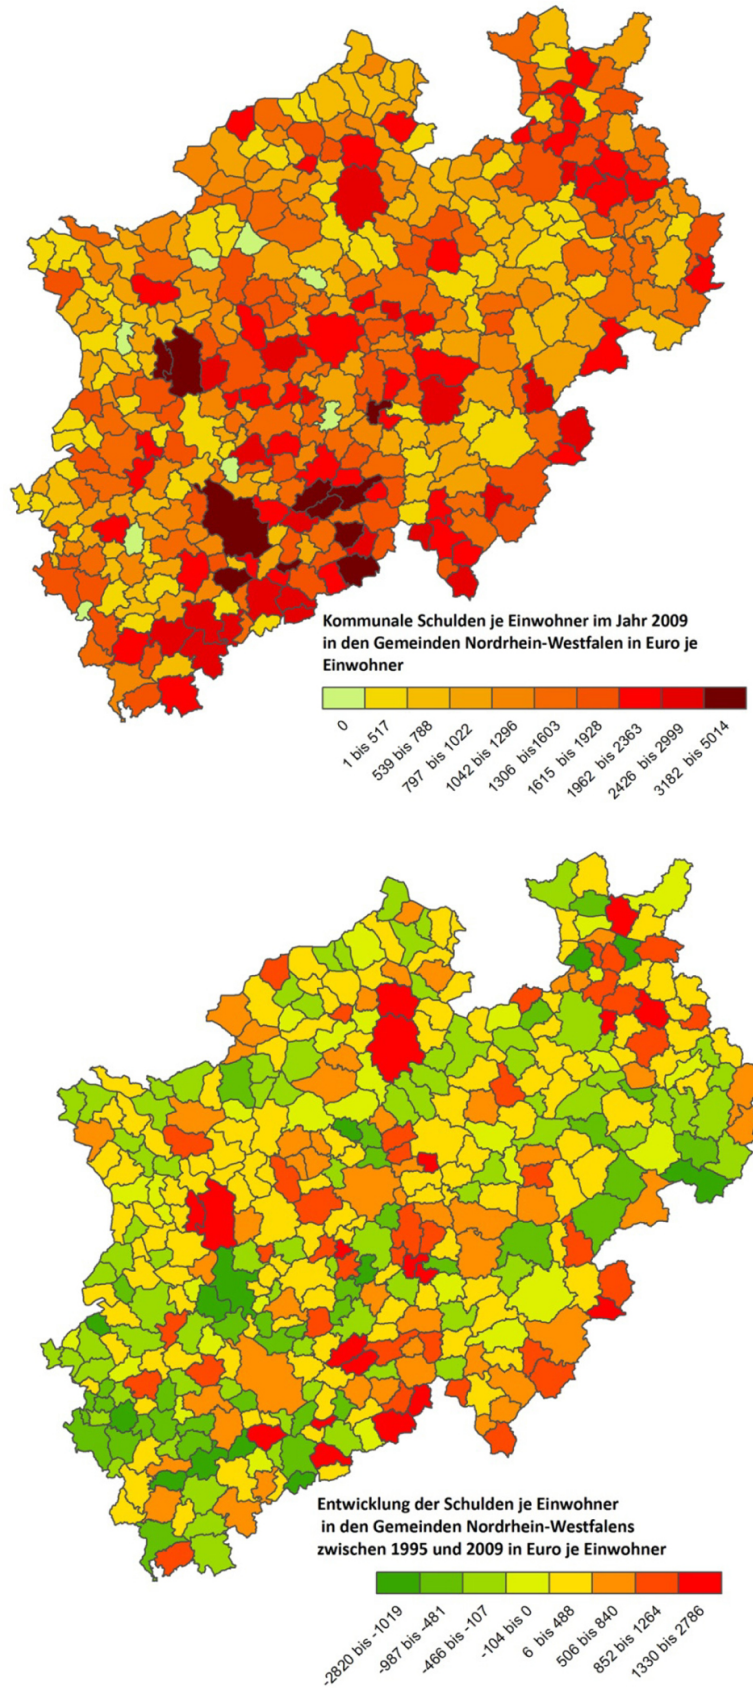 Kommunale Schulden je Einwohner im Jahr 2009
in den Gemeinden Nordrhein-Westfalen in Euro je
Einwohner
0
1 bis 517
539 bis 788
797 bis 1022
1042 bis 1296
1306 bis1603
1615 bis 1928
1962 bis 2363
2426 bis 2999
3182 bis 5014
Entwicklung der Schulden je Einwohner
in den Gemeinden Nordrhein-Westfalens
zwischen 1995 und 2009 in Euro je Einwohner
-2820 bis -1019
-987 bis -481
-466 bis -107
-104 bis 0
6 bis 488
506 bis 840
852 bis 1264
1330 bis 2786